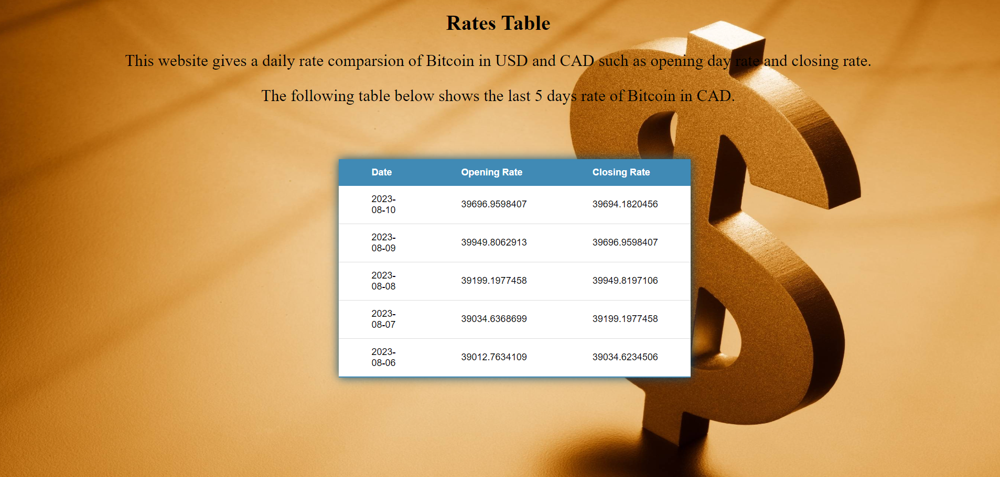 Rates Table
This website gives a daily rate comparsion of Bitcoin in USD and CAD such as opening day rate and closing rate.
The following table below shows the last 5 days rate of Bitcoin in CAD.
Date Opening Rate Closing Rate
2023-
08-10 39696.9598407 39694.1820456
2023-
08-09 39949.8062913 39696.9598407
2023-
08-08 39199.1977458 39949.8197106
2023-
08-07 39034.6368699 39199.1977458
2023-
08-06 39012.7634109 39034.6234506